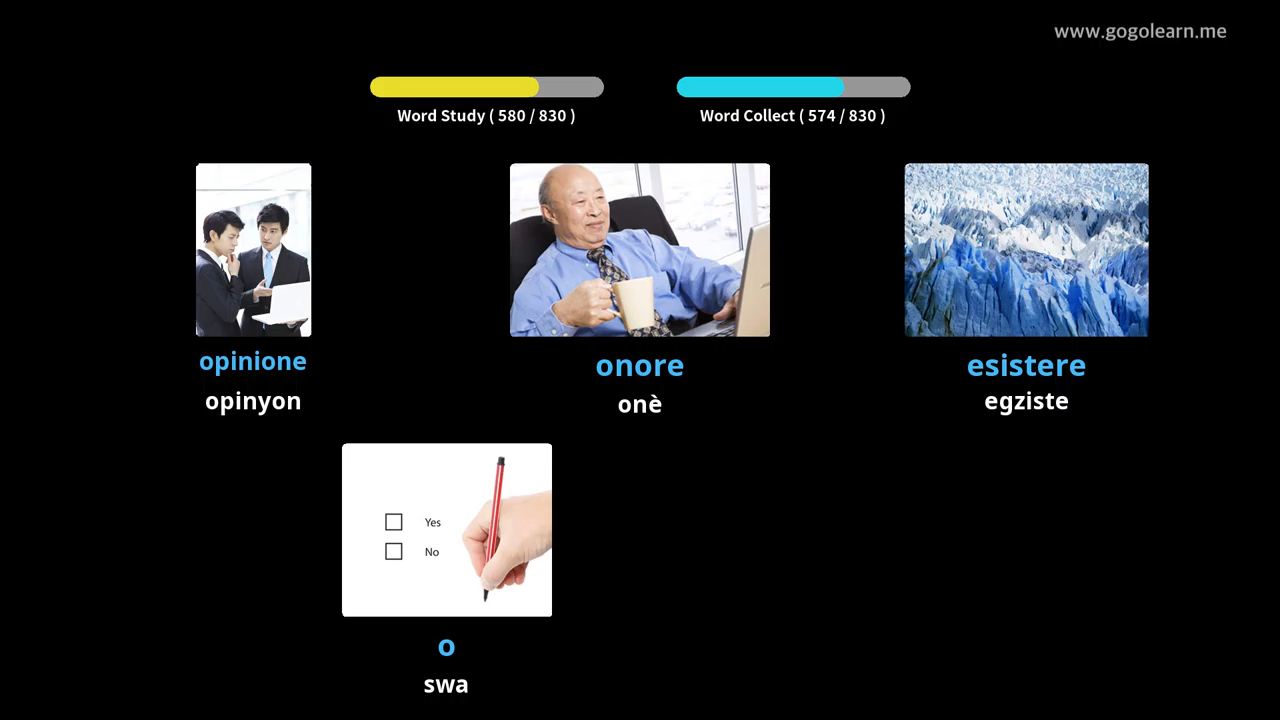 www.gogolearn.me
Word Study ( 580 / 830 )
Word Collect ( 574 / 830 )
opinione
opinyon
onore
onè
esistere
egziste
Yes
No
o
swa